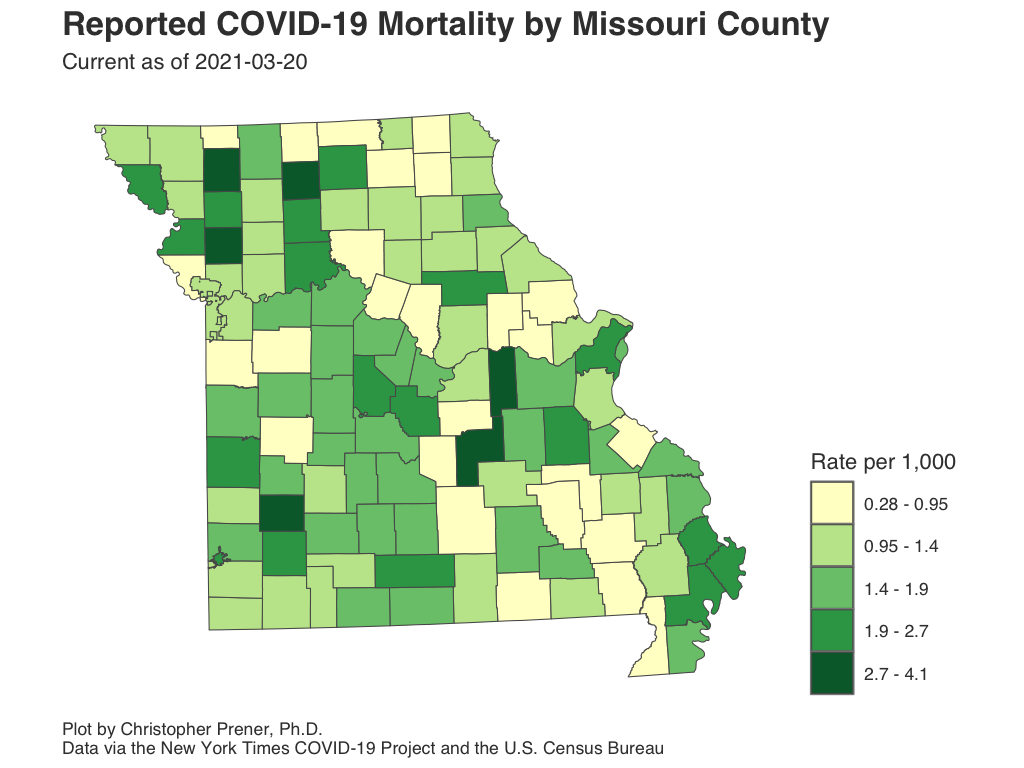 Reported COVID-19 Mortality by Missouri County
Current as of 2021-03-20
Rate per 1,000
0.28 - 0.95
0.95 - 1.4
1.4 - 1.9
1.9 - 2.7
2.7 - 4.1
Plot by Christopher Prener, Ph.D.
Data via the New York Times COVID-19 Project and the U.S. Census Bureau